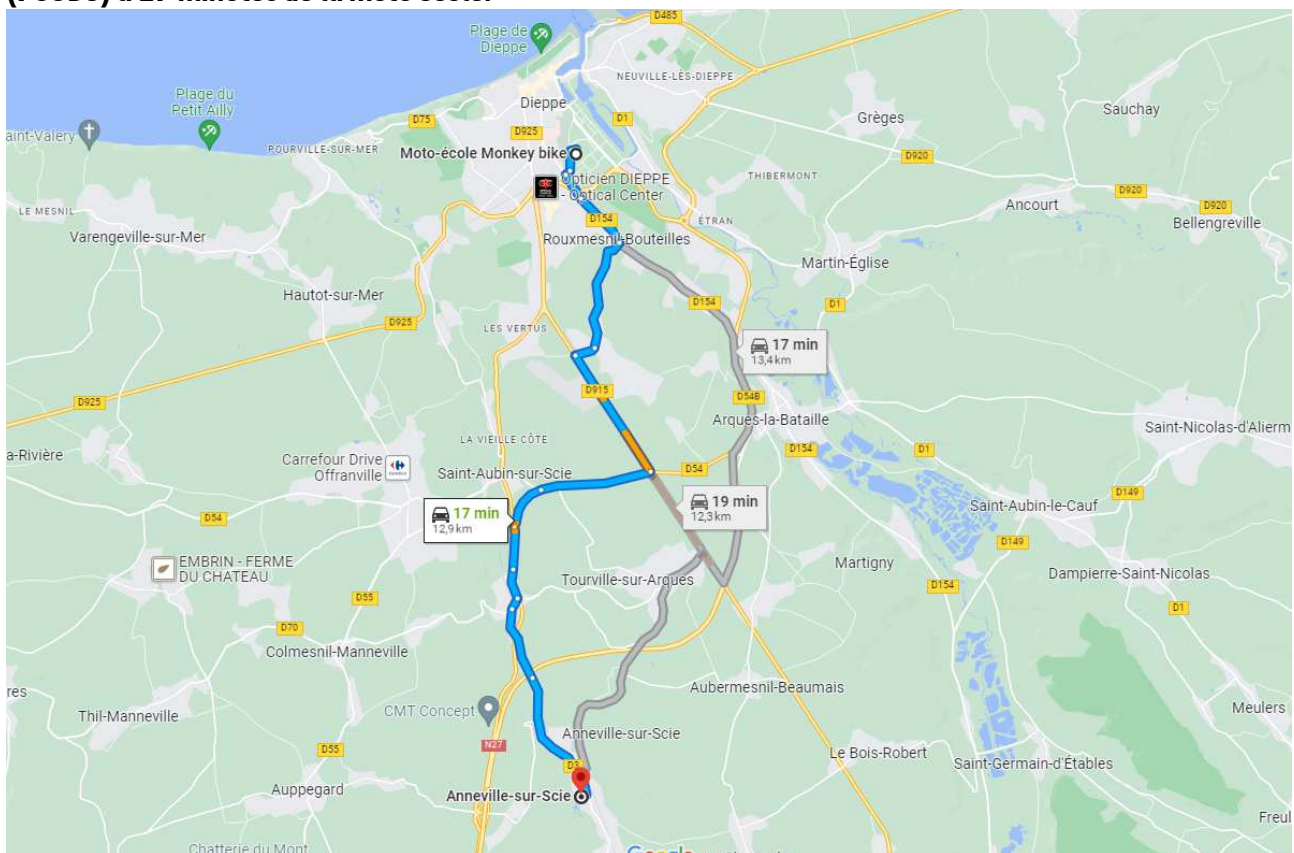 D485
Plage de
Dieppe
NEUVILLE-LÈS-DIEPPE
Plage du
Petit Ailly
Dieppe
Sauchay
D75
D925
D1
Grèges
aint-Valery
POURVILLE-SUR-MER
Moto-école Monkey bike
D920
Opticien DIEPPE
- Optical Center
THIBERMONT
D920
LE MESNIL
D154
ÉTRAN
Ancourt
D920
Bellengreville
Varengeville-sur-Mer
Rouxmesnil-Bouteilles
Martin-Église
Hautot-sur-Mer
D154
D1
D925
LES VERTUS
17 min
13,4 km
D915
D54B
D925
Arques-la-Bataille
Saint-Nicolas-d'Alierm
LA VIEILLE CÔTE
D154
D1
a-Rivière
Carrefour Drive
Offranville
Saint-Aubin-sur-Scie
D54
D149
19 min
12,3 km
17 min
12,9 km
Saint-Aubin-le-Cauf
D54
D149
EMBRIN - FERME
DU CHATEAU
Martigny
Tourville-sur-Arques
Dampierre-Saint-Nicolas
D154
D55
D1
D70
Colmesnil-Manneville
res
Aubermesnil-Beaumais
Thil-Manneville
CMT Concept
Meulers
Anneville-sur-Scie
N27
D55
Le Bois-Robert
Saint-Germain-d'Étables
D3
Auppegard
Anneville-sur-Scie
Freul
Chatterie du Mont
Google